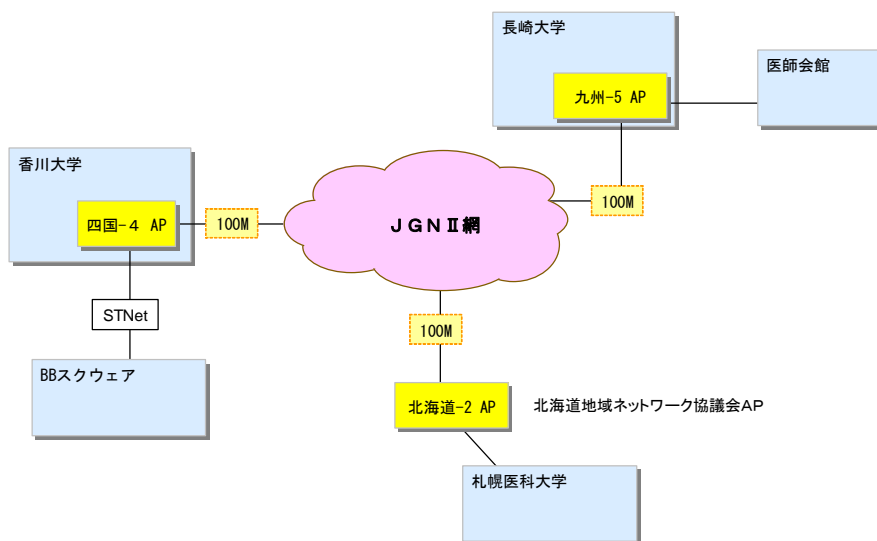 長崎大学
医師会館
九州-5 AP
香川大学
100M
四国-4 AP
100M
JGNⅡ網
STNet
100M
BBスクウェア
北海道-2 AP
北海道地域ネットワーク協議会AP
札幌医科大学